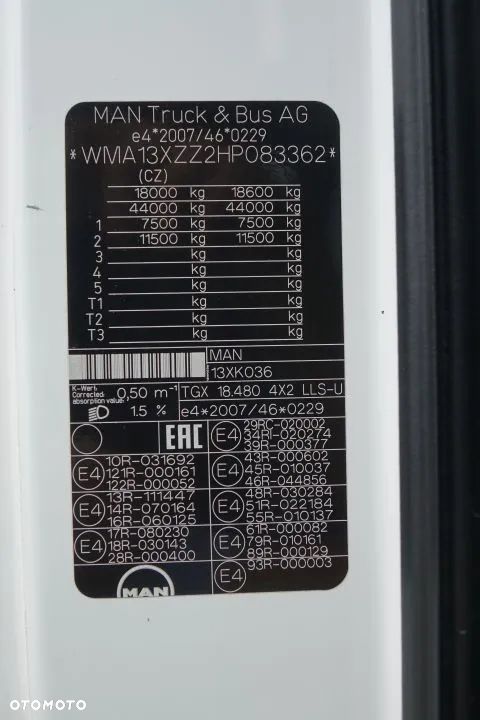 MAN Truck & Bus AG
e4*2007/46*0229
*WMA13XZZ2HP083362*
(CZ)
18000 kg 18600 kg
44000 kg 44000 kg
1 7500 kg 7500 kg
2 11500 kg 11500 kg
3 kg kg
4 kg kg
5 kg kg
T1 kg kg
T2 kg kg
T3 kg kg
MAN
13XK036
K-Wert:
Corrected absorption value: 0,50 m⁻¹ TGX 18.480 4X2 LLS-U
1.5 % e4*2007/46*0229
EAC
E4 10R-031692
121R-000161
122R-000052
E4 13R-111447
14R-070164
16R-060125
E4 17R-080230
18R-030143
28R-000400
E4 29RC-020002
34RI-020274
39R-000377
E4 43R-000602
45R-010037
46R-044856
E4 48R-030284
51R-022184
55R-010137
E4 61R-000082
79R-010161
89R-000129
E4 93R-000003
MAN
OTOMOTO